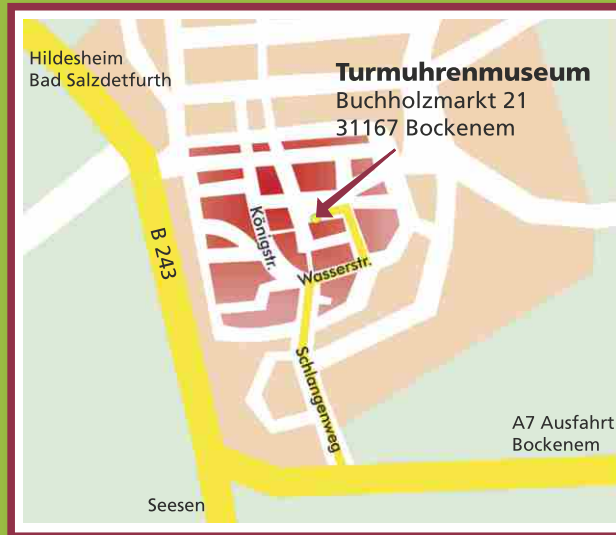 Hildesheim
Bad Salzdetfurth
Turmuhrenmuseum
Buchholzmarkt 21
31167 Bockenem
Königstr.
B 243
Wasserstr.
Schlangenweg
A7 Ausfahrt
Bockenem
Seesen